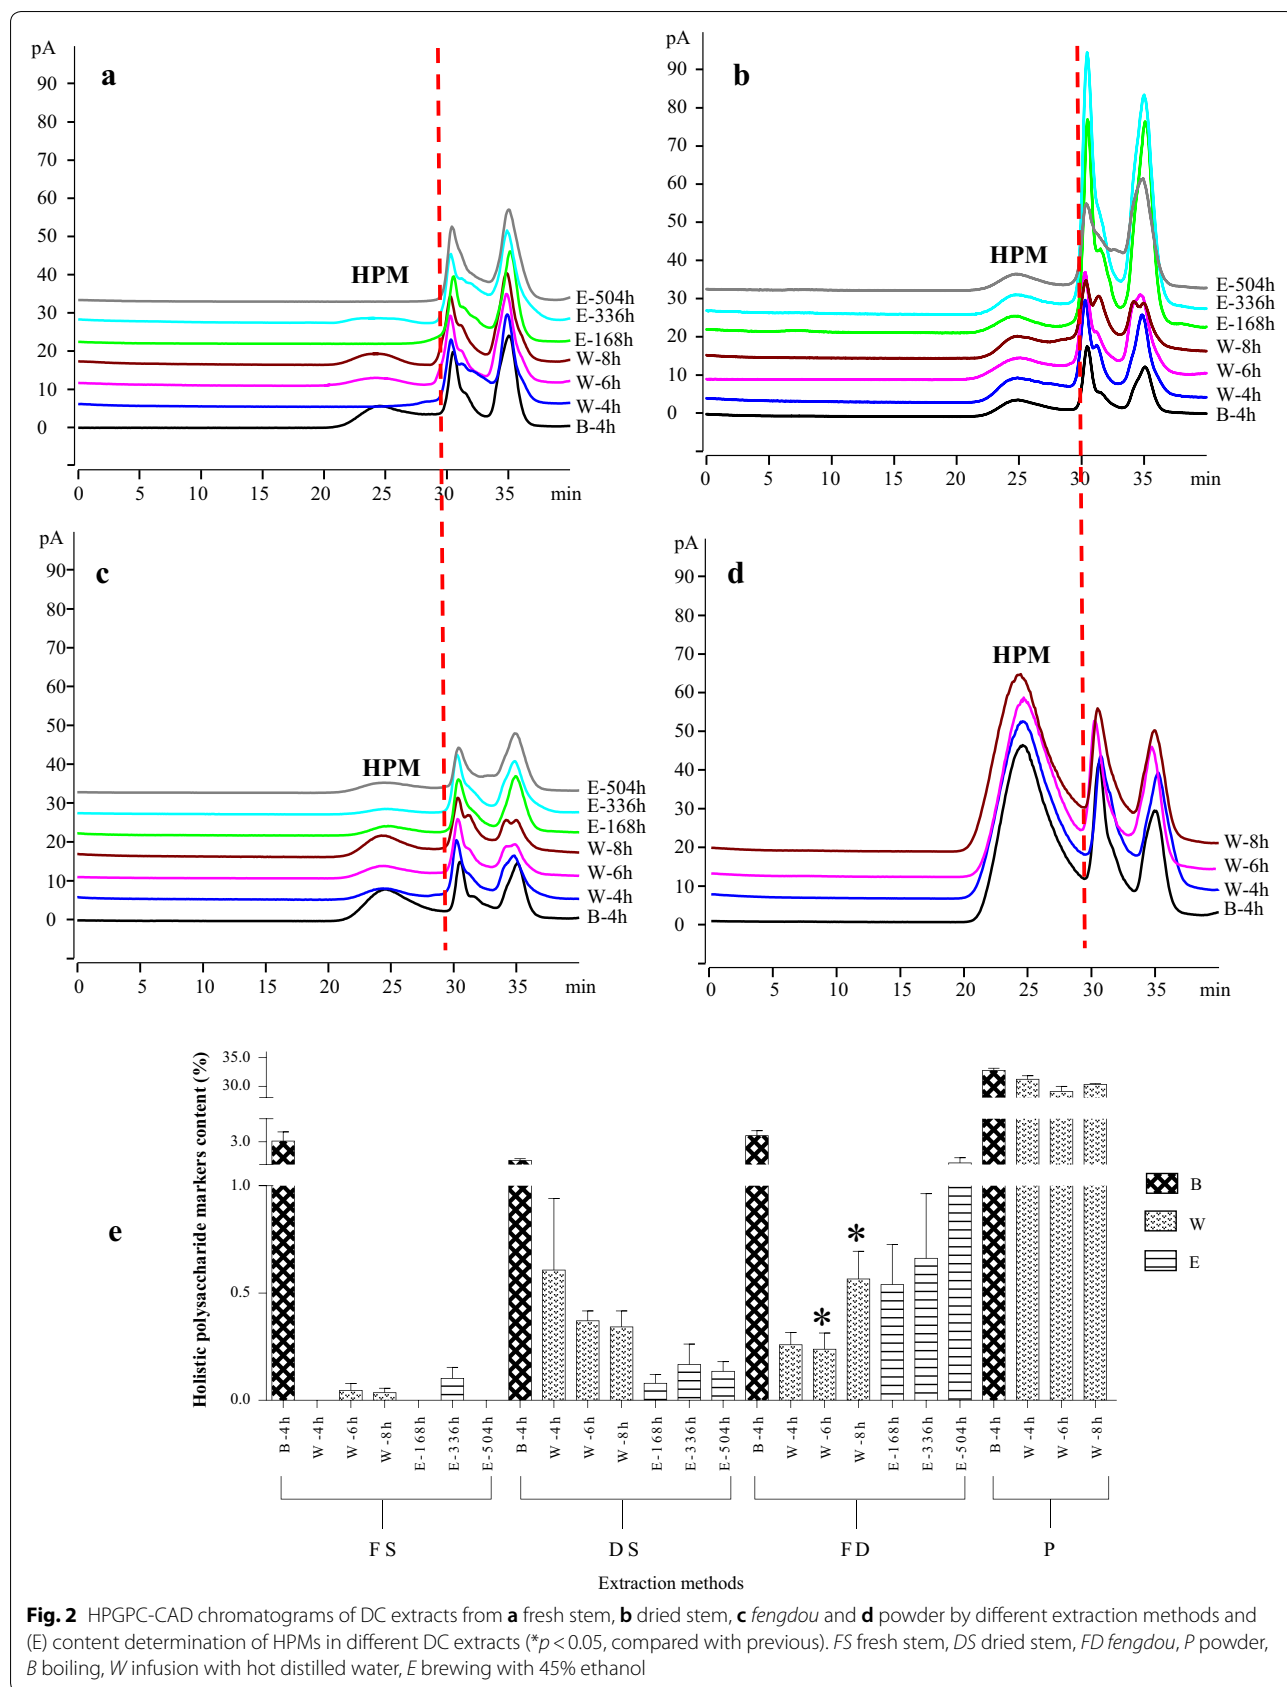 pA
a
90
80
70
60
50
40
30
20
10
0
HPM
E-504h
E-336h
E-168h
W-8h
W-6h
W-4h
B-4h
0 5 10 15 20 25 30 35 min
pA
b
90
80
70
60
50
40
30
20
10
0
HPM
E-504h
E-336h
E-168h
W-8h
W-6h
W-4h
B-4h
0 5 10 15 20 25 30 35 min
pA
c
90
80
70
60
50
40
30
20
10
0
HPM
E-504h
E-336h
E-168h
W-8h
W-6h
W-4h
B-4h
0 5 10 15 20 25 30 35 min
pA
d
90
80
70
60
50
40
30
20
10
0
HPM
W-8h
W-6h
W-4h
B-4h
0 5 10 15 20 25 30 35 min
Holistic polysaccharide markers content (%)
35.0
30.0
3.0
1.0
0.5
0.0
e
* *
B
W
E
B-4h W-4h W-6h W-8h E-168h E-336h E-504h B-4h W-4h W-6h W-8h E-168h E-336h E-504h B-4h W-4h W-6h W-8h E-168h E-336h E-504h B-4h W-4h W-6h W-8h
FS DS FD P
Extraction methods
Fig. 2 HPGPC-CAD chromatograms of DC extracts from a fresh stem, b dried stem, c fengdou and d powder by different extraction methods and
(E) content determination of HPMs in different DC extracts (*p < 0.05, compared with previous). FS fresh stem, DS dried stem, FD fengdou, P powder,
B boiling, W infusion with hot distilled water, E brewing with 45% ethanol